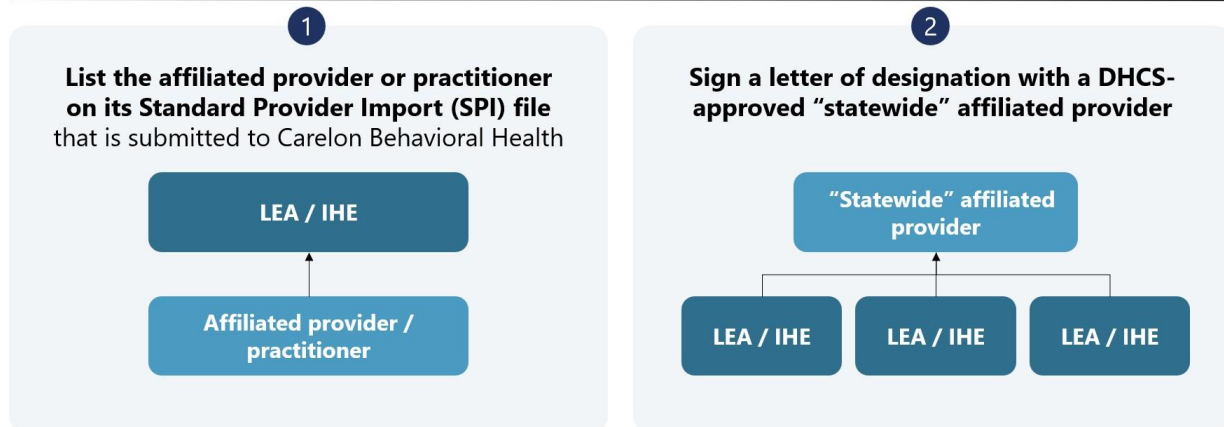 1
List the affiliated provider or practitioner
on its Standard Provider Import (SPI) file
that is submitted to Carelon Behavioral Health
LEA / IHE
Affiliated provider /
practitioner
2
Sign a letter of designation with a DHCS-
approved “statewide” affiliated provider
“Statewide” affiliated
provider
LEA / IHE
LEA / IHE
LEA / IHE